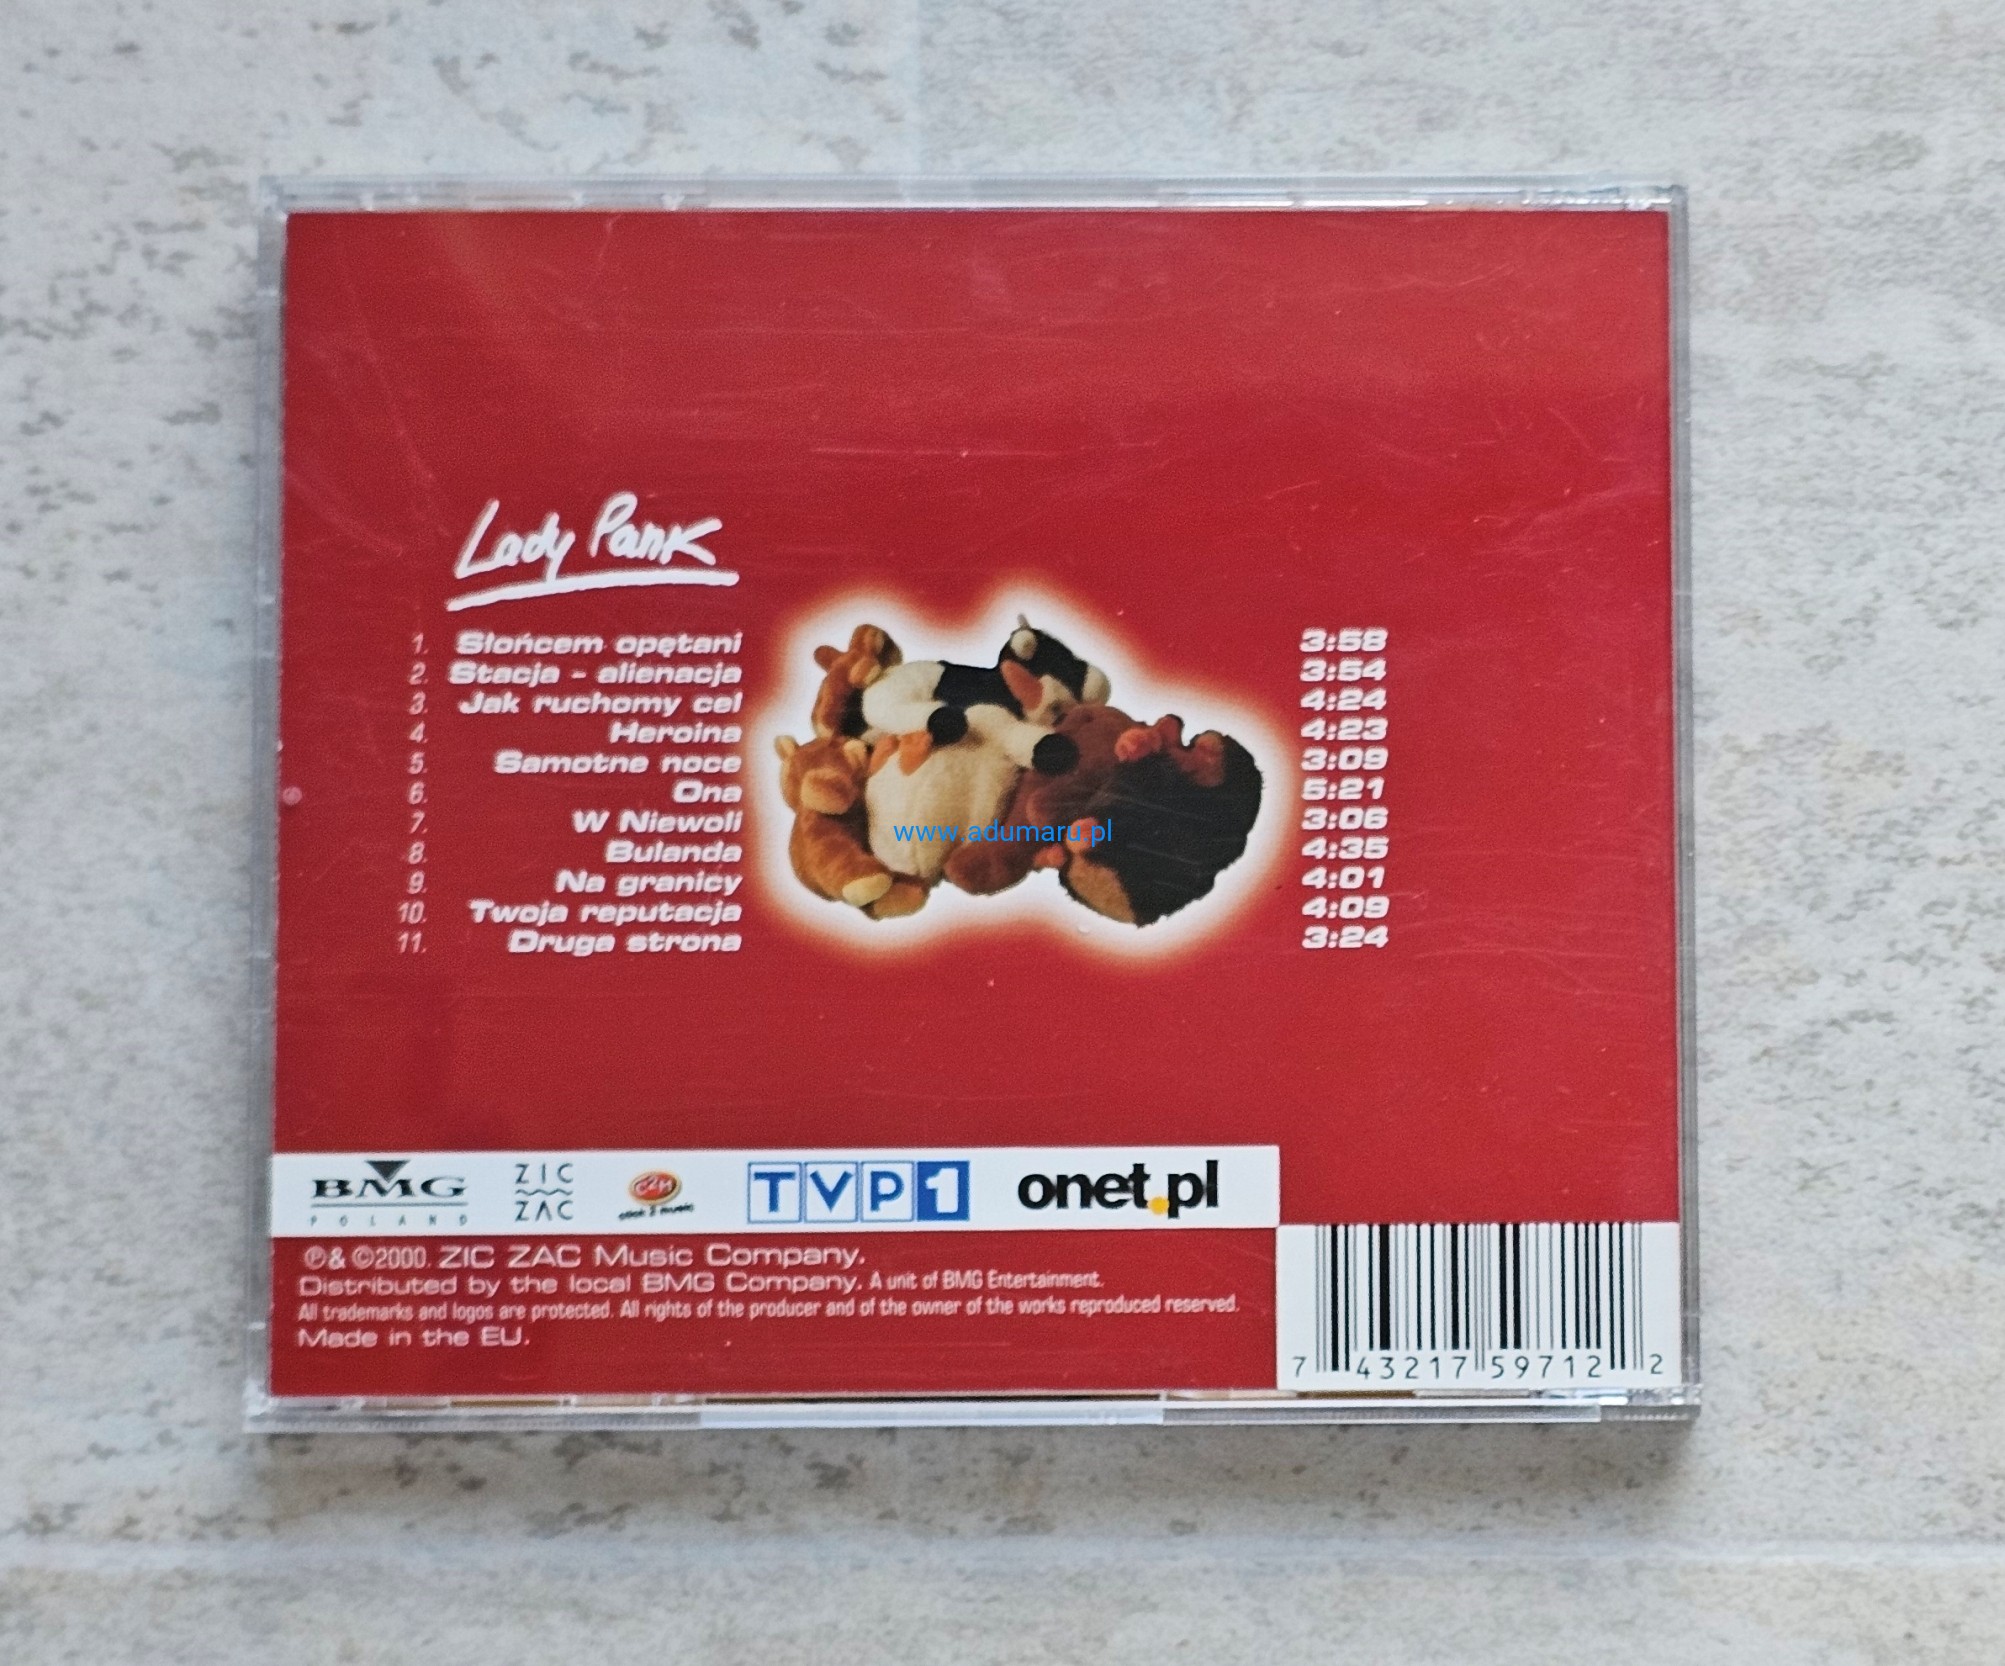 Lady Pank
1. Słońcem opętani 3:58
2. Stacja - alienacja 3:54
3. Jak ruchomy cel 4:24
4. Heroina 4:23
5. Samotne noce 3:09
6. Ona 5:21
7. W Niewoli 3:06
8. Bulanda 4:35
9. Na granicy 4:01
10. Twoja reputacja 4:09
11. Druga strona 3:24
www.adumaru.pl
BMG
POLAND
ZIC
ZAC
C2M
click 2 music
TVP1
onet.pl
℗ & ©2000. ZIC ZAC Music Company.
Distributed by the local BMG Company. A unit of BMG Entertainment.
All trademarks and logos are protected. All rights of the producer and of the owner of the works reproduced reserved.
Made in the EU.
7 43217 59712 2